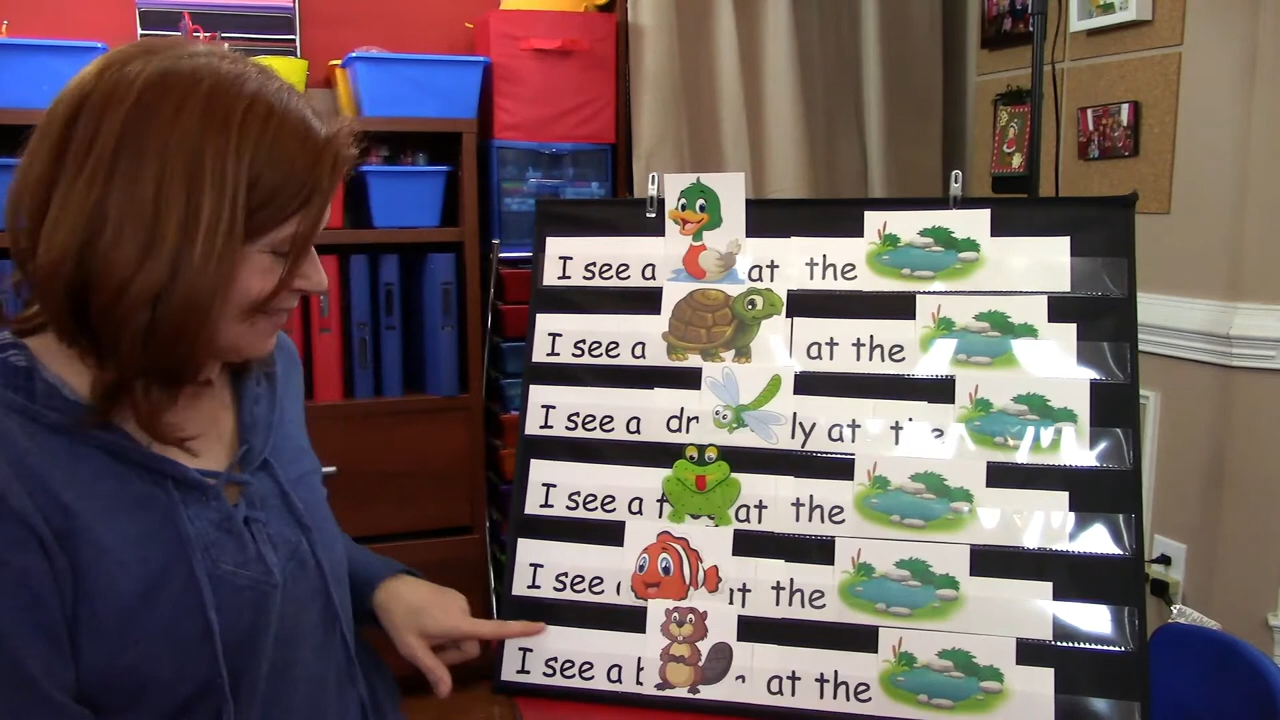 I see a at the
I see a at the
I see a dr ly at the
I see a at the
I see at the
I see a b at the